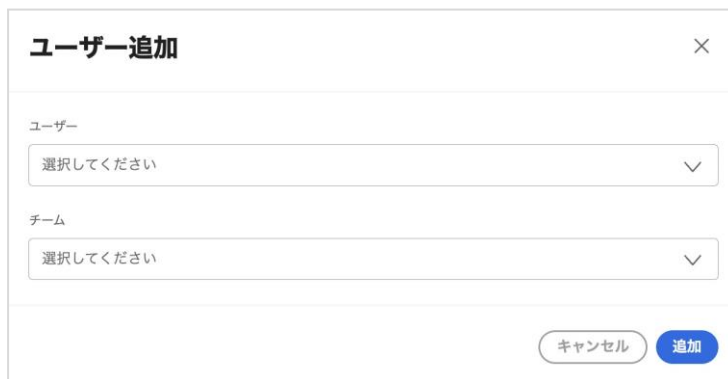 ユーザー追加
ユーザー
選択してください
チーム
選択してください
キャンセル 追加